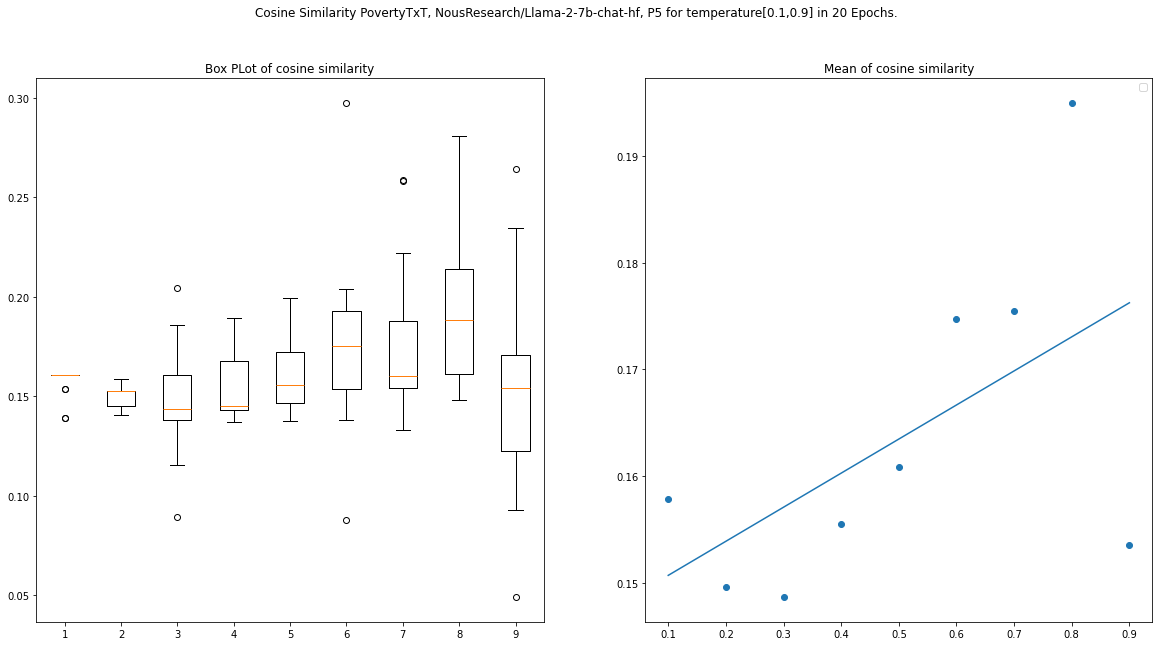 Cosine Similarity PovertyTxT, NousResearch/Llama-2-7b-chat-hf, P5 for temperature[0.1,0.9] in 20 Epochs.
Box PLot of cosine similarity
0.30
0.25
0.20
0.15
0.10
0.05
1 2 3 4 5 6 7 8 9
Mean of cosine similarity
0.19
0.18
0.17
0.16
0.15
0.1 0.2 0.3 0.4 0.5 0.6 0.7 0.8 0.9